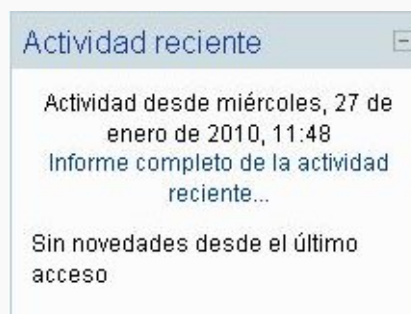 Actividad reciente
Actividad desde miércoles, 27 de
enero de 2010, 11:48
Informe completo de la actividad
reciente...
Sin novedades desde el último
acceso